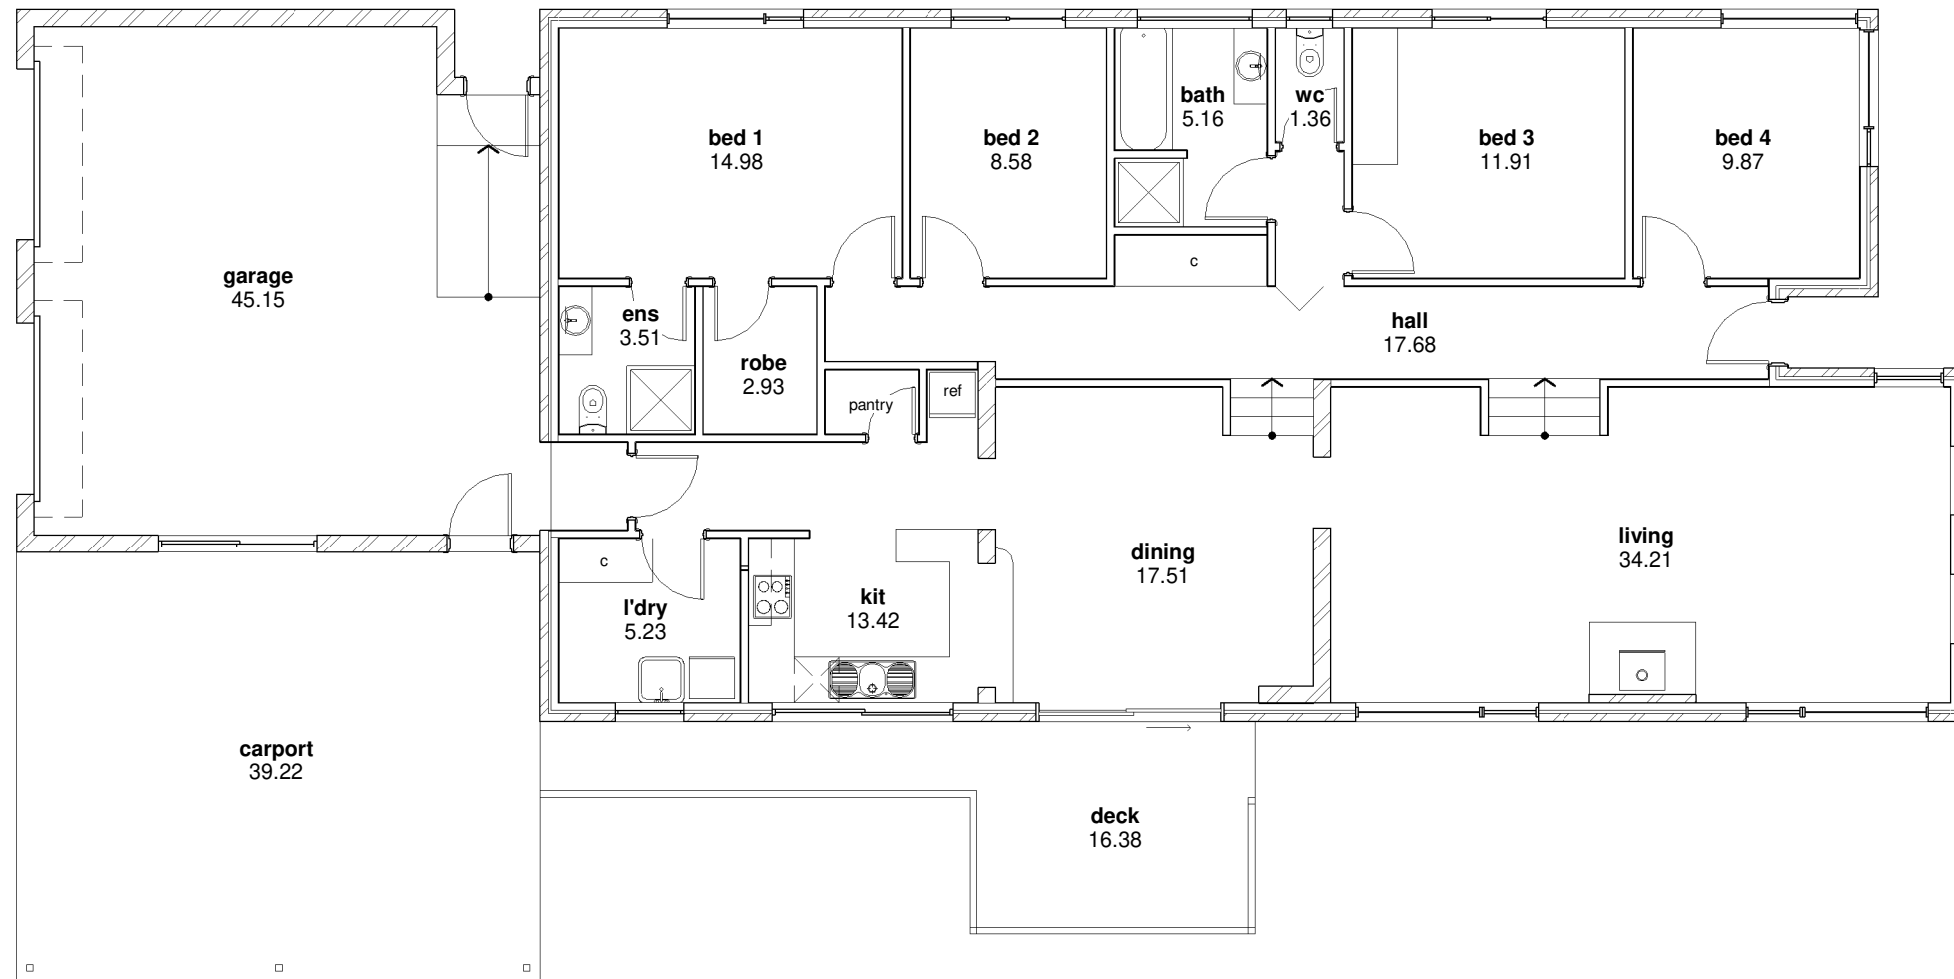 bed 1
14.98
bed 2
8.58
bath
5.16
wc
1.36
bed 3
11.91
bed 4
9.87
garage
45.15
c
ens
3.51
robe
2.93
hall
17.68
pantry
ref
c
l'dry
5.23
kit
13.42
dining
17.51
living
34.21
carport
39.22
deck
16.38